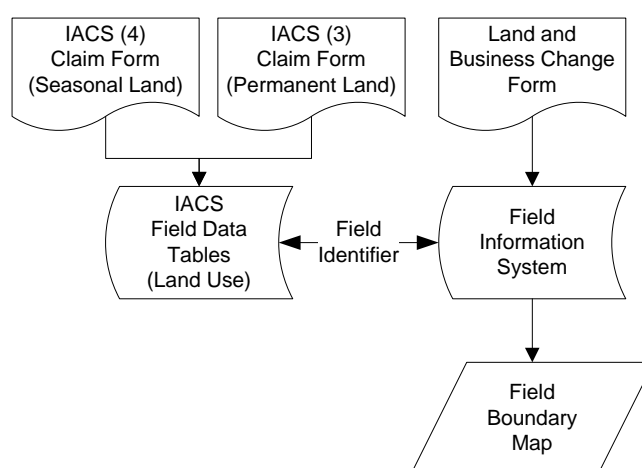 IACS (4)
Claim Form
(Seasonal Land)
IACS (3)
Claim Form
(Permanent Land)
Land and
Business Change
Form
IACS
Field Data
Tables
(Land Use)
Field
Identifier
Field
Information
System
Field
Boundary
Map